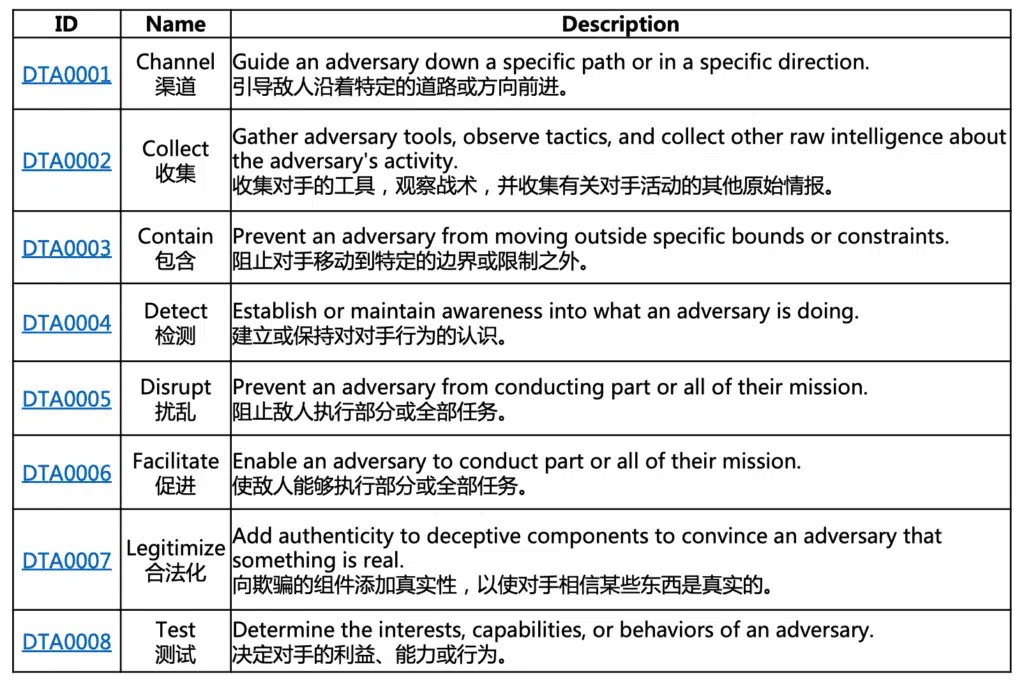 ID Name Description
DTA0001
Channel
渠道
Guide an adversary down a specific path or in a specific direction.
引导敌人沿着特定的道路或方向前进。
DTA0002
Collect
收集
Gather adversary tools, observe tactics, and collect other raw intelligence about
the adversary's activity.
收集对手的工具，观察战术，并收集有关对手活动的其他原始情报。
DTA0003
Contain
包含
Prevent an adversary from moving outside specific bounds or constraints.
阻止对手移动到特定的边界或限制之外。
DTA0004
Detect
检测
Establish or maintain awareness into what an adversary is doing.
建立或保持对对手行为的认识。
DTA0005
Disrupt
扰乱
Prevent an adversary from conducting part or all of their mission.
阻止敌人执行部分或全部任务。
DTA0006
Facilitate
促进
Enable an adversary to conduct part or all of their mission.
使敌人能够执行部分或全部任务。
DTA0007
Legitimize
合法化
Add authenticity to deceptive components to convince an adversary that
something is real.
向欺骗的组件添加真实性，以使对手相信某些东西是真实的。
DTA0008
Test
测试
Determine the interests, capabilities, or behaviors of an adversary.
决定对手的利益、能力或行为。